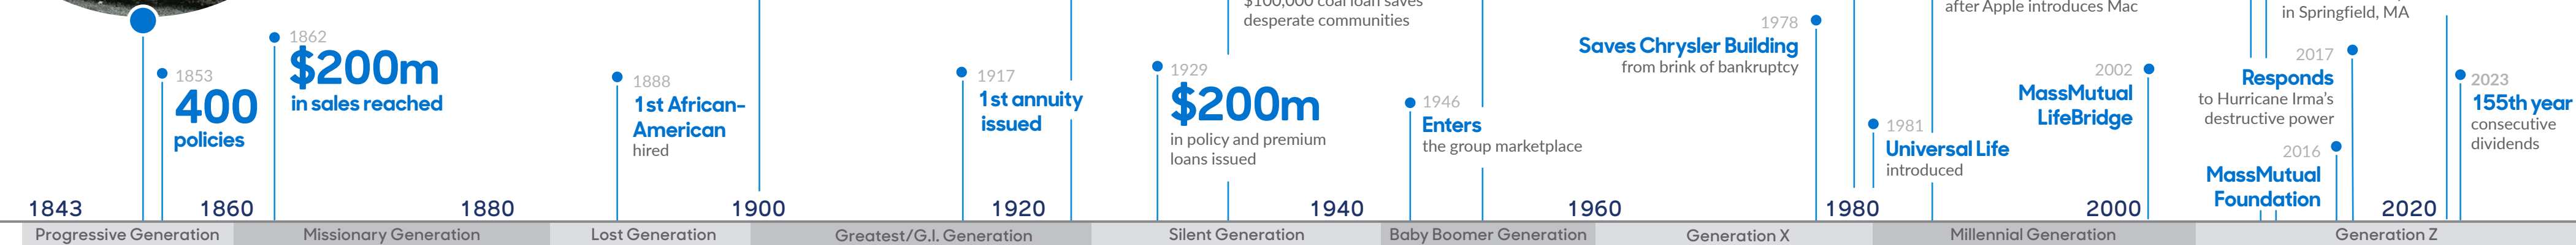 $100,000 coal loan saves
desperate communities
after Apple introduces Mac
in Springfield, MA
1853
400
policies
1862
$200m
in sales reached
1888
1st African-
American
hired
1917
1st annuity
issued
1929
$200m
in policy and premium
loans issued
1946
Enters
the group marketplace
1978
Saves Chrysler Building
from brink of bankruptcy
1981
Universal Life
introduced
2002
MassMutual
LifeBridge
2017
Responds
to Hurricane Irma's
destructive power
2016
MassMutual
Foundation
2023
155th year
consecutive
dividends
1843 1860 1880 1900 1920 1940 1960 1980 2000 2020
Progressive Generation Missionary Generation Lost Generation Greatest/G.I. Generation Silent Generation Baby Boomer Generation Generation X Millennial Generation Generation Z